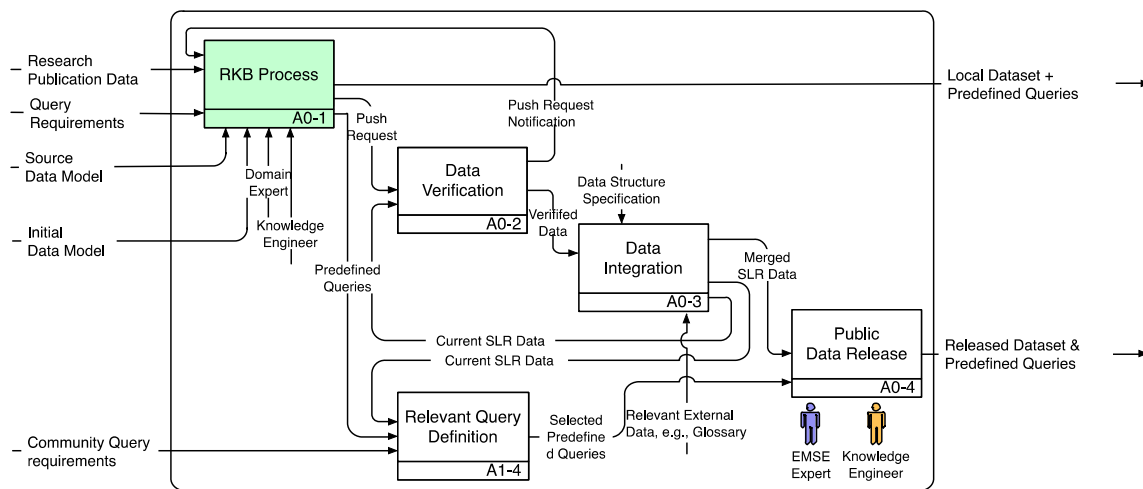 Research
Publication Data
Query
Requirements
Source
Data Model
Initial
Data Model
Community Query
requirements
RKB Process
A0-1
Push
Request
Push Request
Notification
Domain
Expert
Knowledge
Engineer
Predefined
Queries
Data
Verification
A0-2
Verififed
Data
Data Structure
Specification
Data
Integration
A0-3
Merged
SLR Data
Current SLR Data
Current SLR Data
Relevant Query
Definition
A1-4
Selected
Predefine
d Queries
Relevant External
Data, e.g., Glossary
Public
Data Release
A0-4
EMSE
Expert
Knowledge
Engineer
Local Dataset +
Predefined Queries
Released Dataset &
Predefined Queries